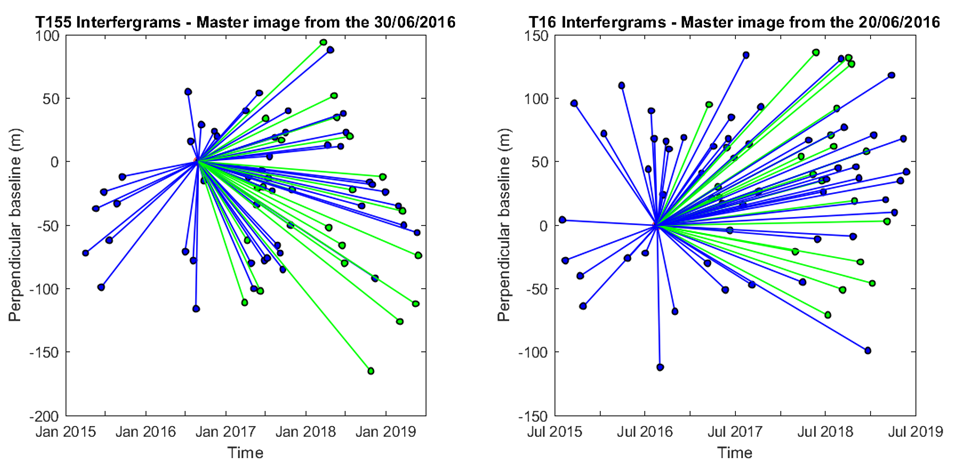 T155 Interfergrams - Master image from the 30/06/2016
100
50
0
-50
-100
-150
-200
Perpendicular baseline (m)
Jan 2015 Jan 2016 Jan 2017 Jan 2018 Jan 2019
Time
T16 Interfergrams - Master image from the 20/06/2016
150
100
50
0
-50
-100
-150
Perpendicular baseline (m)
Jul 2015 Jul 2016 Jul 2017 Jul 2018 Jul 2019
Time